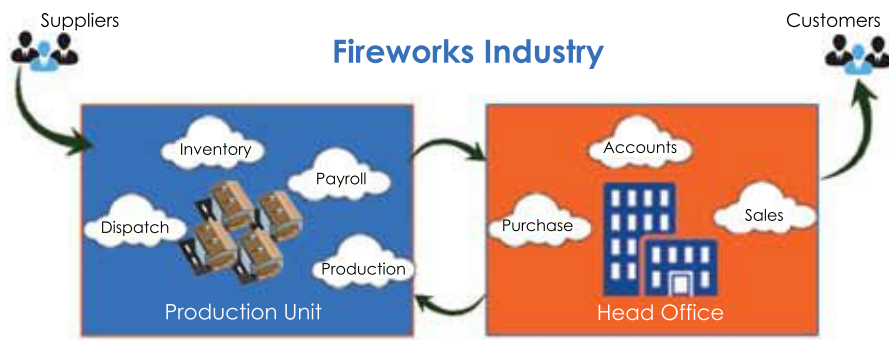 Suppliers
Customers
Fireworks Industry
Inventory
Payroll
Dispatch
Production
Production Unit
Accounts
Purchase
Sales
Head Office